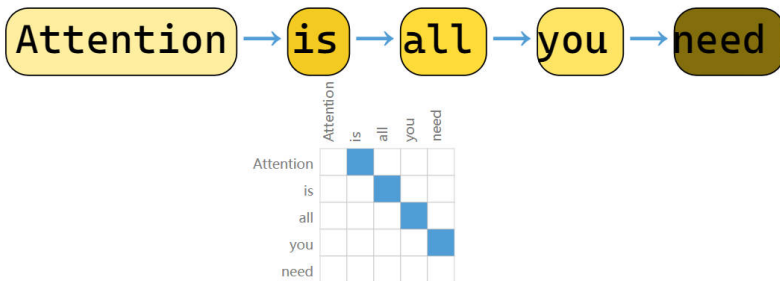 Attention is all you need
Attention is all you need
Attention
is
all
you
need